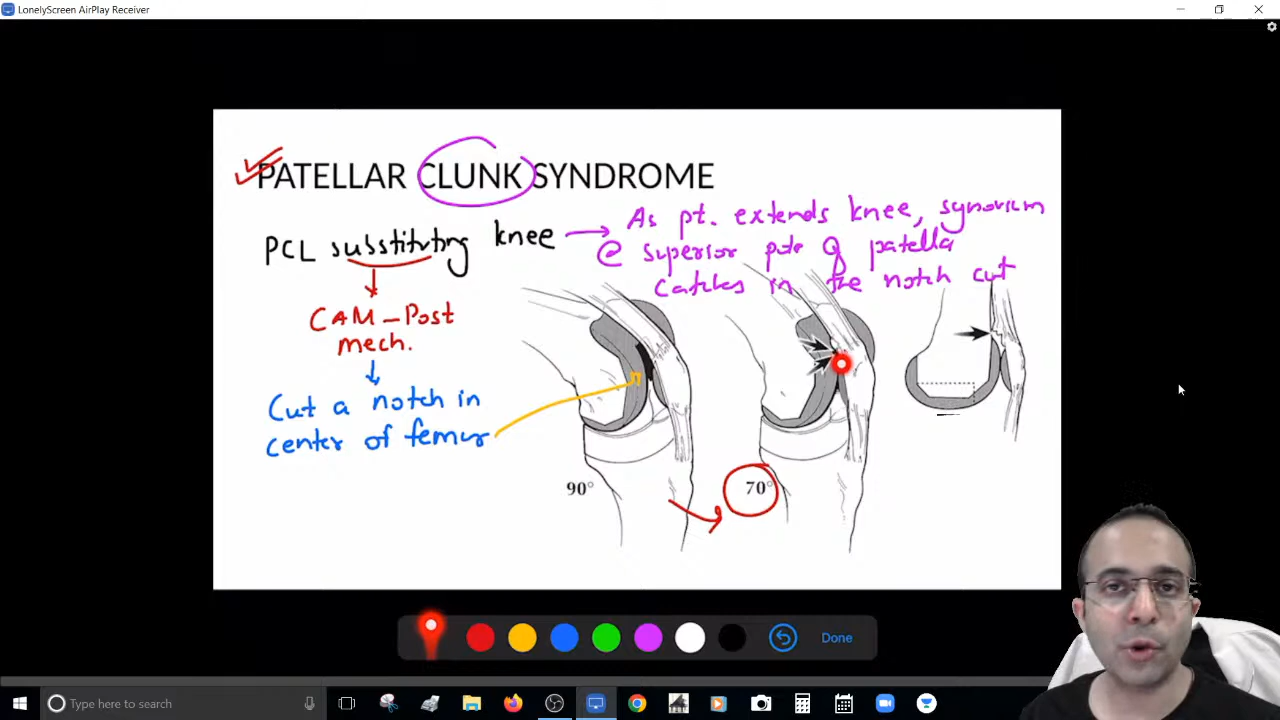 LonelyScreen AirPlay Receiver
PATELLAR CLUNK SYNDROME
PCL substituting knee
As pt. extends knee, synovium
@ superior pole of patella
catches in the notch cut
CAM-Post
mech.
Cut a notch in
center of femur
90°
70°
Done
Type here to search